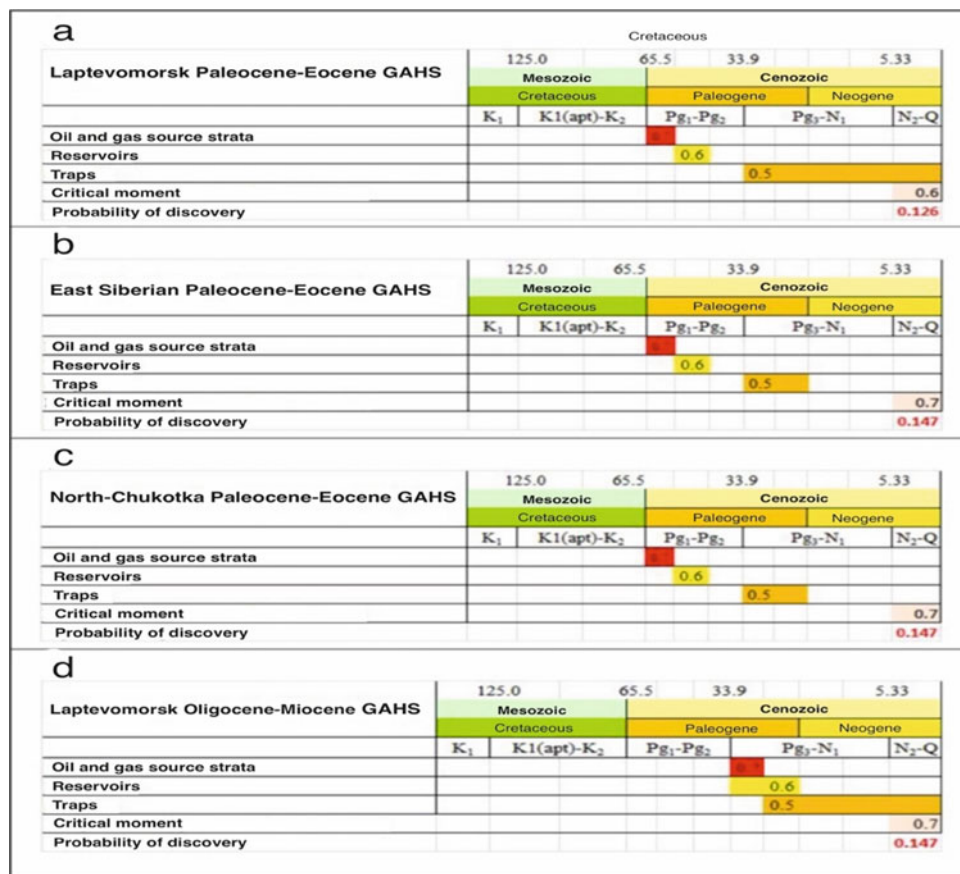 a
Cretaceous
125.0 65.5 33.9 5.33
Laptevomorsk Paleocene-Eocene GAHS
Mesozoic Cenozoic
Cretaceous Paleogene Neogene
K₁ K1(apt)-K₂ Pg₁-Pg₂ Pg₃-N₁ N₂-Q
Oil and gas source strata
Reservoirs 0.6
Traps 0.5
Critical moment 0.6
Probability of discovery 0.126
b
125.0 65.5 33.9 5.33
East Siberian Paleocene-Eocene GAHS
Mesozoic Cenozoic
Cretaceous Paleogene Neogene
K₁ K1(apt)-K₂ Pg₁-Pg₂ Pg₃-N₁ N₂-Q
Oil and gas source strata
Reservoirs 0.6
Traps 0.5
Critical moment 0.7
Probability of discovery 0.147
c
125.0 65.5 33.9 5.33
North-Chukotka Paleocene-Eocene GAHS
Mesozoic Cenozoic
Cretaceous Paleogene Neogene
K₁ K1(apt)-K₂ Pg₁-Pg₂ Pg₃-N₁ N₂-Q
Oil and gas source strata
Reservoirs 0.6
Traps 0.5
Critical moment 0.7
Probability of discovery 0.147
d
125.0 65.5 33.9 5.33
Laptevomorsk Oligocene-Miocene GAHS
Mesozoic Cenozoic
Cretaceous Paleogene Neogene
K₁ K1(apt)-K₂ Pg₁-Pg₂ Pg₃-N₁ N₂-Q
Oil and gas source strata
Reservoirs 0.6
Traps 0.5
Critical moment 0.7
Probability of discovery 0.147